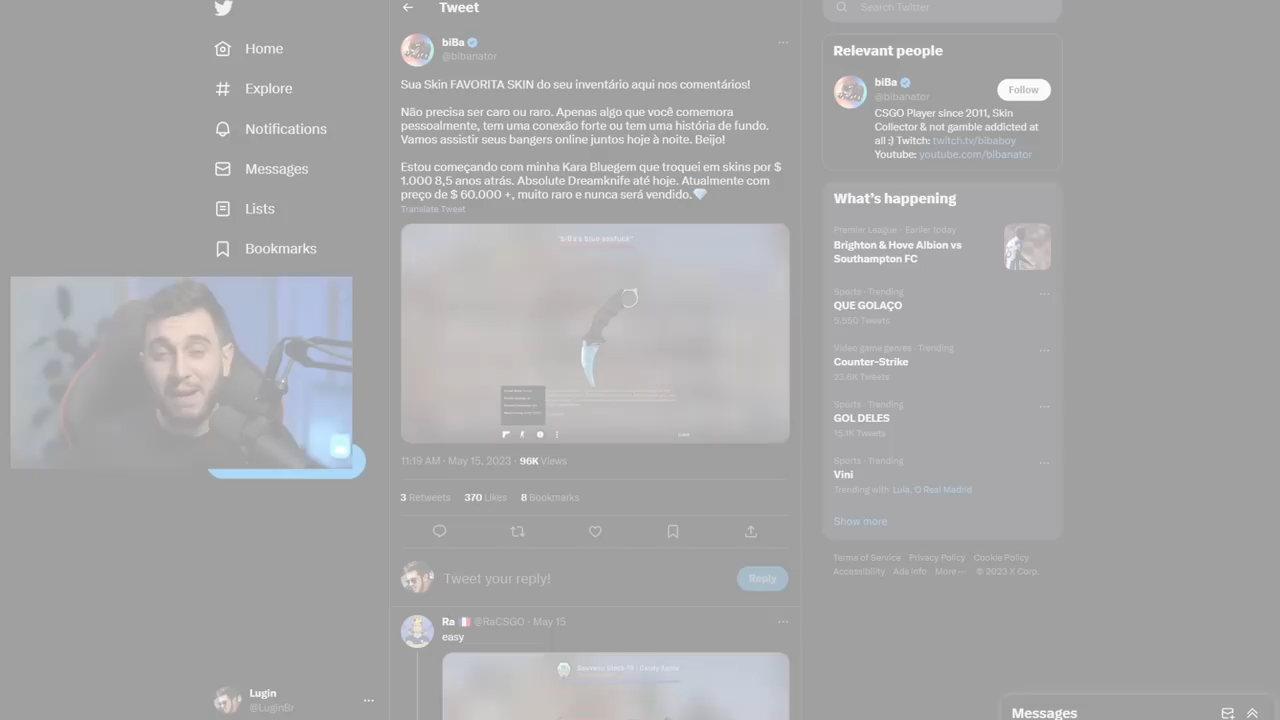 Tweet
Search Twitter
Home
Explore
Notifications
Messages
Lists
Bookmarks
biBa
@bibanator
Sua Skin FAVORITA SKIN do seu inventário aqui nos comentários!
Não precisa ser caro ou raro. Apenas algo que você comemora
pessoalmente, tem uma conexão forte ou tem uma história de fundo.
Vamos assistir seus bangers online juntos hoje à noite. Beijo!
Estou começando com minha Kara Bluegem que troquei em skins por $
1.000 8,5 anos atrás. Absolute Dreamknife até hoje. Atualmente com
preço de $ 60.000 +, muito raro e nunca será vendido.💎
Translate Tweet
11:19 AM · May 15, 2023 · 96K Views
3 Retweets 370 Likes 8 Bookmarks
Tweet your reply!
Reply
Ra 🇫🇷 @RaCSGO · May 15
easy
Lugin
@LuginBr
Relevant people
biBa
@bibanator
Follow
CSGO Player since 2011, Skin
Collector & not gamble addicted at
all :) Twitch: twitch.tv/bibaboy
Youtube: youtube.com/bibanator
What's happening
Premier League · Earlier today
Brighton & Hove Albion vs
Southampton FC
Sports · Trending
QUE GOLAÇO
5,550 Tweets
Video game genres · Trending
Counter-Strike
23.6K Tweets
Sports · Trending
GOL DELES
15.1K Tweets
Sports · Trending
Vini
Trending with Lula, O Real Madrid
Show more
Terms of Service Privacy Policy Cookie Policy
Accessibility Ads info More ··· © 2023 X Corp.
Messages